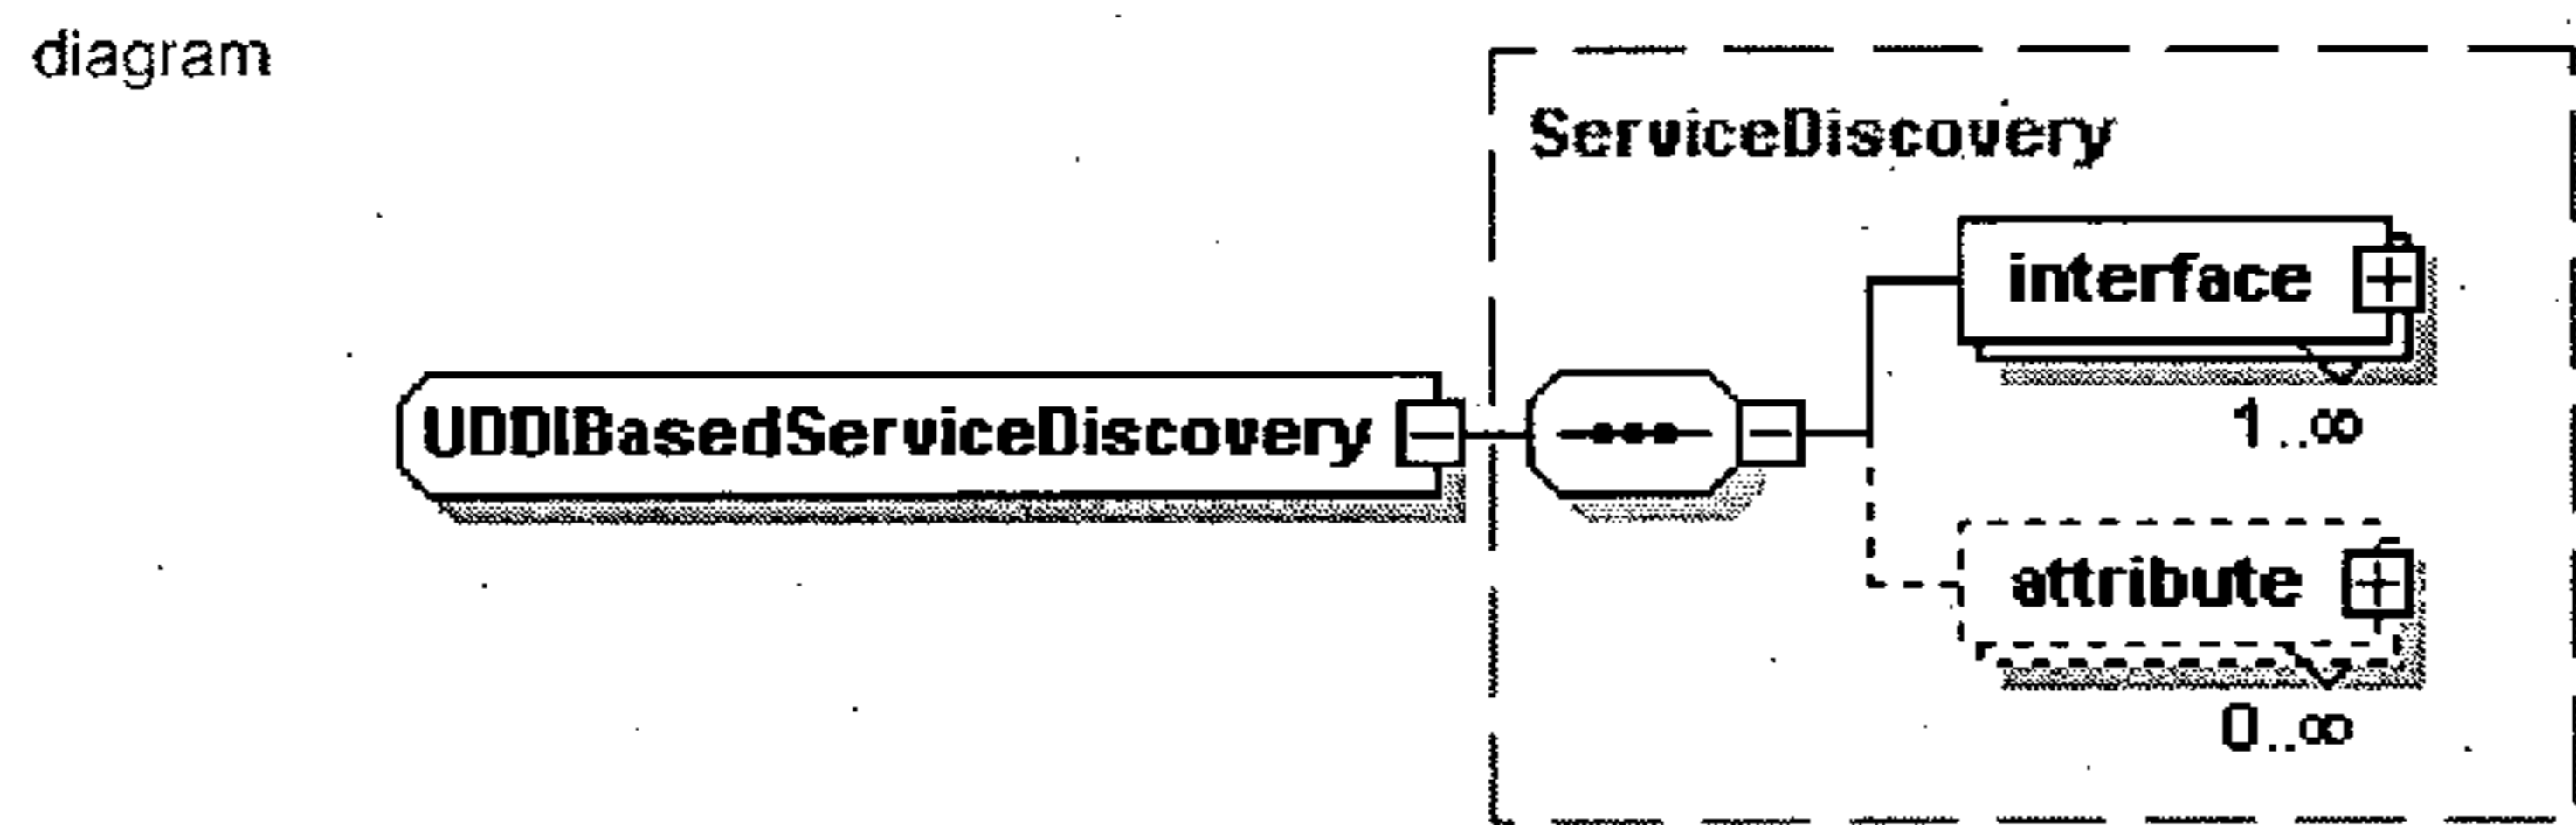 diagram
ServiceDiscovery
interface
1..∞
UDDIBasedServiceDiscovery
attribute
0..∞